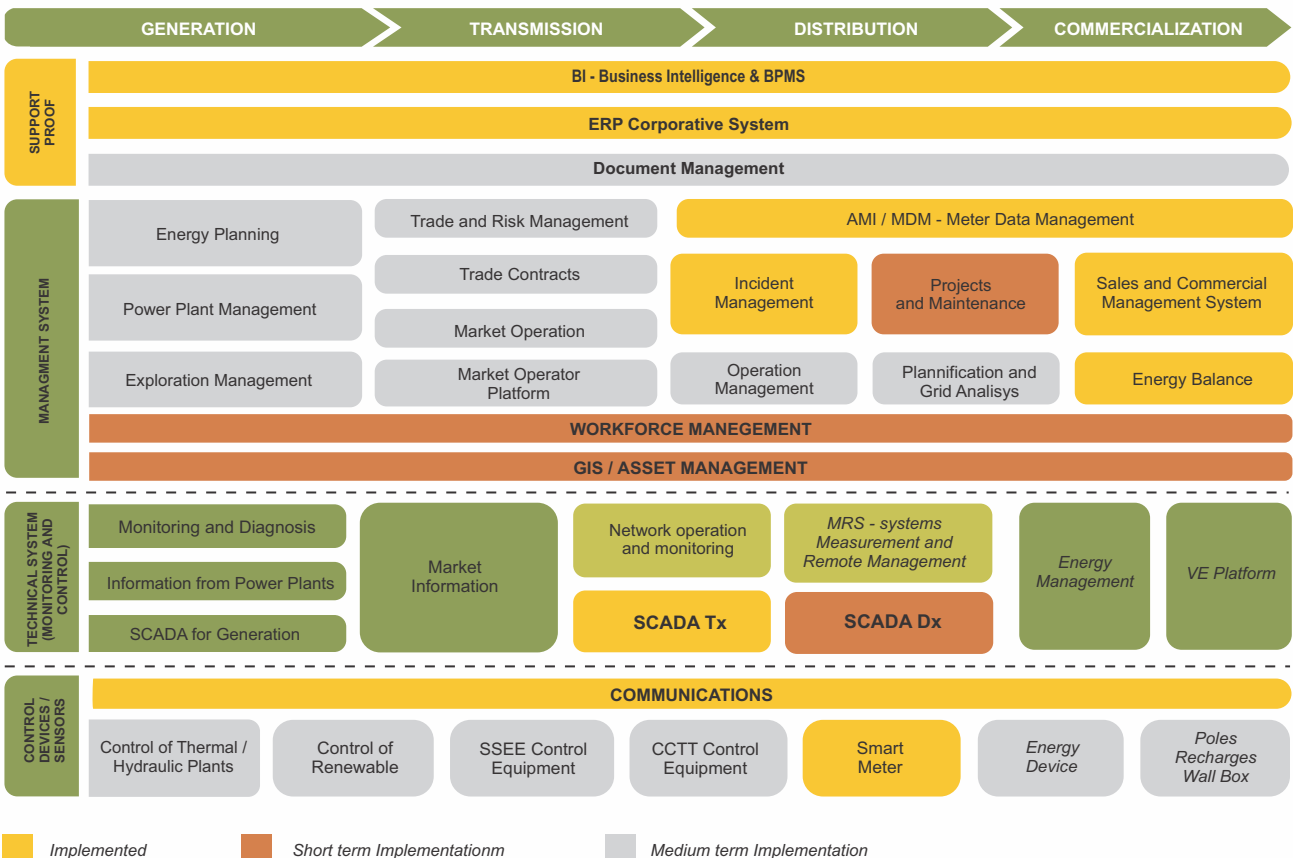 GENERATION
TRANSMISSION
DISTRIBUTION
COMMERCIALIZATION
SUPPORT
PROOF
BI - Business Intelligence & BPMS
ERP Corporative System
Document Management
MANAGMENT SYSTEM
Energy Planning
Power Plant Management
Exploration Management
Trade and Risk Management
Trade Contracts
Market Operation
Market Operator
Platform
AMI / MDM - Meter Data Management
Incident
Management
Projects
and Maintenance
Sales and Commercial
Management System
Operation
Management
Plannification and
Grid Analisys
Energy Balance
WORKFORCE MANEGEMENT
GIS / ASSET MANAGEMENT
TECHNICAL SYSTEM
(MONITORING AND
CONTROL)
Monitoring and Diagnosis
Information from Power Plants
SCADA for Generation
Market
Information
Network operation
and monitoring
SCADA Tx
MRS - systems
Measurement and
Remote Management
SCADA Dx
Energy
Management
VE Platform
CONTROL
DEVICES /
SENSORS
COMMUNICATIONS
Control of Thermal /
Hydraulic Plants
Control of
Renewable
SSEE Control
Equipment
CCTT Control
Equipment
Smart
Meter
Energy
Device
Poles
Recharges
Wall Box
Implemented
Short term Implementationm
Medium term Implementation